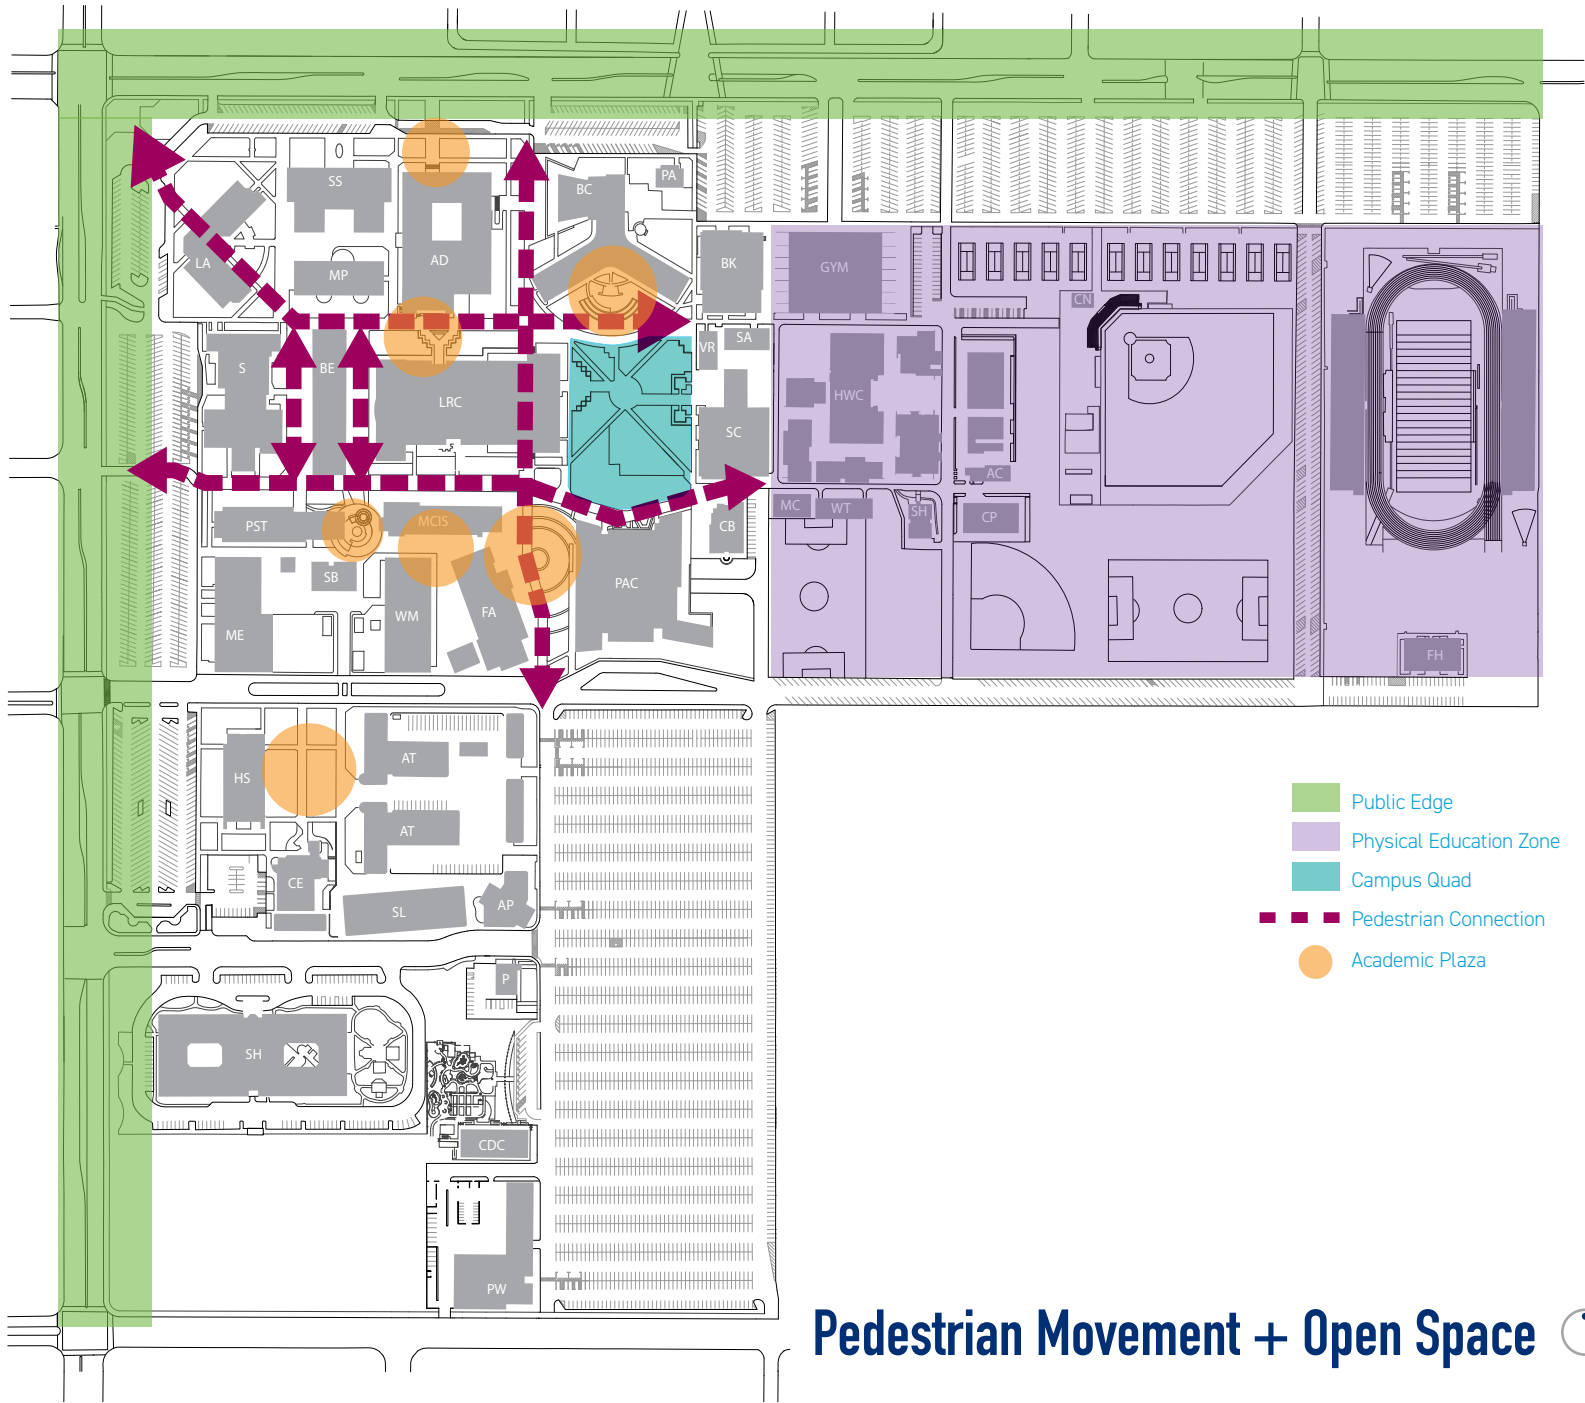 SS
PA
BC
LA
AD
BK
GYM
MP
CN
VR
SA
S
BE
LRC
HWC
SC
AC
MC
WT
SH
CP
PST
MCIS
CB
SB
PAC
WM
FA
ME
FH
HS
AT
AT
CE
SL
AP
P
SH
CDC
PW
Public Edge
Physical Education Zone
Campus Quad
Pedestrian Connection
Academic Plaza
Pedestrian Movement + Open Space